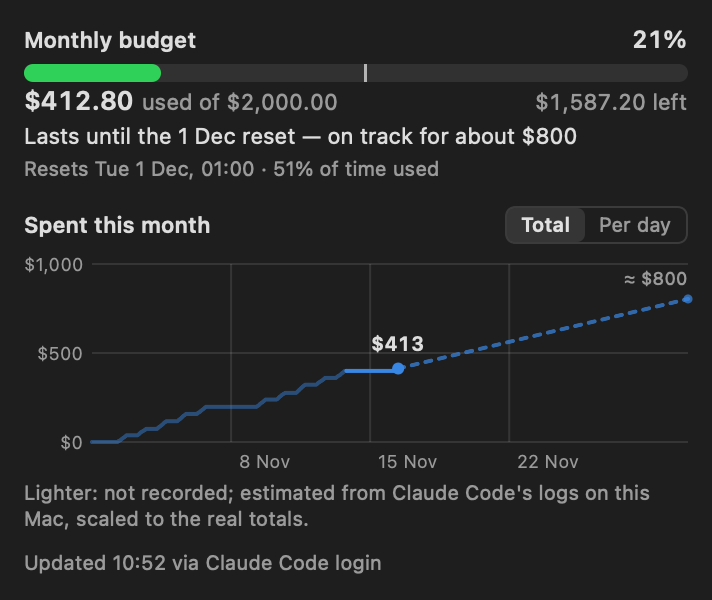 Monthly budget 21%
$412.80 used of $2,000.00 $1,587.20 left
Lasts until the 1 Dec reset — on track for about $800
Resets Tue 1 Dec, 01:00 · 51% of time used
Spent this month Total Per day
$1,000
≈ $800
$413
$500
$0
8 Nov 15 Nov 22 Nov
Lighter: not recorded; estimated from Claude Code's logs on this
Mac, scaled to the real totals.
Updated 10:52 via Claude Code login